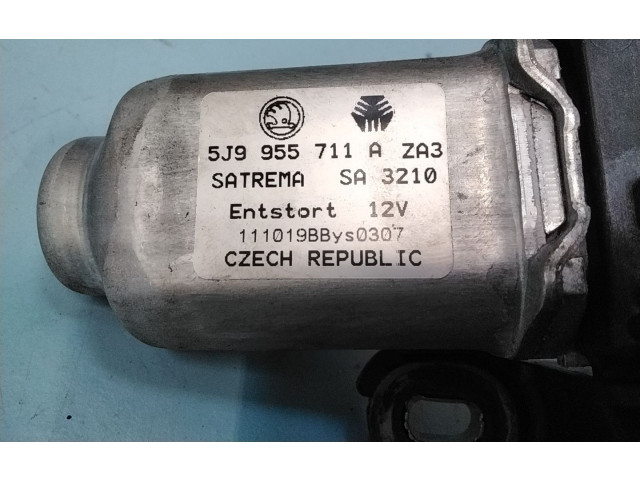 5J9 955 711 A ZA3
SATREMA SA 3210
Entstort 12V
111019BBys0307
CZECH REPUBLIC